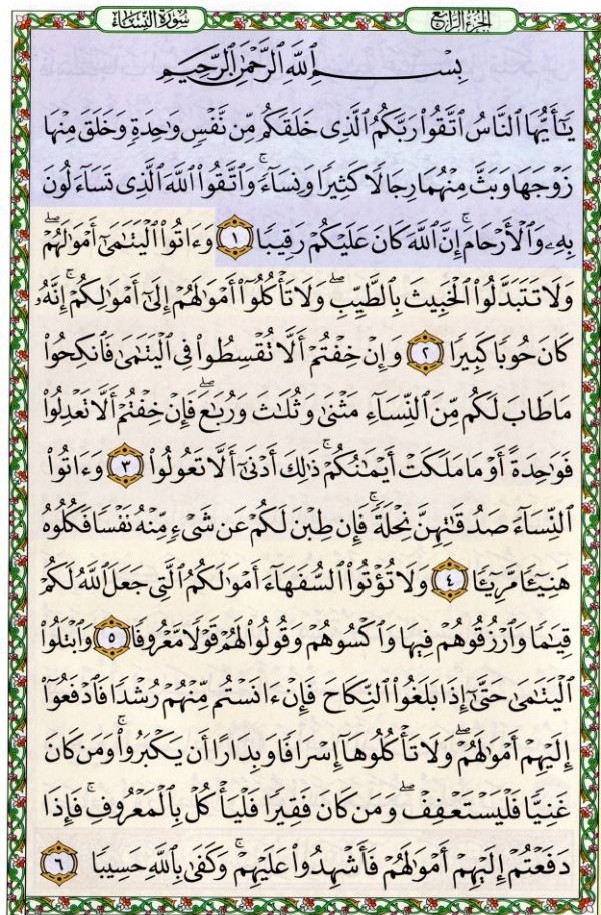 سُورَةُ النِّسَاءِ
الجُزْءُ الرَّابِعُ
بِسْمِ ٱللَّهِ ٱلرَّحْمَٰنِ ٱلرَّحِيمِ
يَٰٓأَيُّهَا ٱلنَّاسُ ٱتَّقُوا۟ رَبَّكُمُ ٱلَّذِى خَلَقَكُم مِّن نَّفْسٍ وَٰحِدَةٍ وَخَلَقَ مِنْهَا
زَوْجَهَا وَبَثَّ مِنْهُمَا رِجَالًا كَثِيرًا وَنِسَآءً ۚ وَٱتَّقُوا۟ ٱللَّهَ ٱلَّذِى تَسَآءَلُونَ
بِهِۦ وَٱلْأَرْحَامَ ۚ إِنَّ ٱللَّهَ كَانَ عَلَيْكُمْ رَقِيبًا ١ وَءَاتُوا۟ ٱلْيَتَٰمَىٰٓ أَمْوَٰلَهُمْ ۖ
وَلَا تَتَبَدَّلُوا۟ ٱلْخَبِيثَ بِٱلطَّيِّبِ ۖ وَلَا تَأْكُلُوٓا۟ أَمْوَٰلَهُمْ إِلَىٰٓ أَمْوَٰلِكُمْ ۚ إِنَّهُۥ
كَانَ حُوبًا كَبِيرًا ٢ وَإِنْ خِفْتُمْ أَلَّا تُقْسِطُوا۟ فِى ٱلْيَتَٰمَىٰ فَٱنكِحُوا۟
مَا طَابَ لَكُم مِّنَ ٱلنِّسَآءِ مَثْنَىٰ وَثُلَٰثَ وَرُبَٰعَ ۖ فَإِنْ خِفْتُمْ أَلَّا تَعْدِلُوا۟
فَوَٰحِدَةً أَوْ مَا مَلَكَتْ أَيْمَٰنُكُمْ ۚ ذَٰلِكَ أَدْنَىٰٓ أَلَّا تَعُولُوا۟ ٣ وَءَاتُوا۟
ٱلنِّسَآءَ صَدُقَٰتِهِنَّ نِحْلَةً ۚ فَإِن طِبْنَ لَكُمْ عَن شَىْءٍ مِّنْهُ نَفْسًا فَكُلُوهُ
هَنِيٓـًٔا مَّرِيٓـًٔا ٤ وَلَا تُؤْتُوا۟ ٱلسُّفَهَآءَ أَمْوَٰلَكُمُ ٱلَّتِى جَعَلَ ٱللَّهُ لَكُمْ
قِيَٰمًا وَٱرْزُقُوهُمْ فِيهَا وَٱكْسُوهُمْ وَقُولُوا۟ لَهُمْ قَوْلًا مَّعْرُوفًا ٥ وَٱبْتَلُوا۟
ٱلْيَتَٰمَىٰ حَتَّىٰٓ إِذَا بَلَغُوا۟ ٱلنِّكَاحَ فَإِنْ ءَانَسْتُم مِّنْهُمْ رُشْدًا فَٱدْفَعُوٓا۟
إِلَيْهِمْ أَمْوَٰلَهُمْ ۖ وَلَا تَأْكُلُوهَآ إِسْرَافًا وَبِدَارًا أَن يَكْبَرُوا۟ ۚ وَمَن كَانَ
غَنِيًّا فَلْيَسْتَعْفِفْ ۖ وَمَن كَانَ فَقِيرًا فَلْيَأْكُلْ بِٱلْمَعْرُوفِ ۚ فَإِذَا
دَفَعْتُمْ إِلَيْهِمْ أَمْوَٰلَهُمْ فَأَشْهِدُوا۟ عَلَيْهِمْ ۚ وَكَفَىٰ بِٱللَّهِ حَسِيبًا ٦